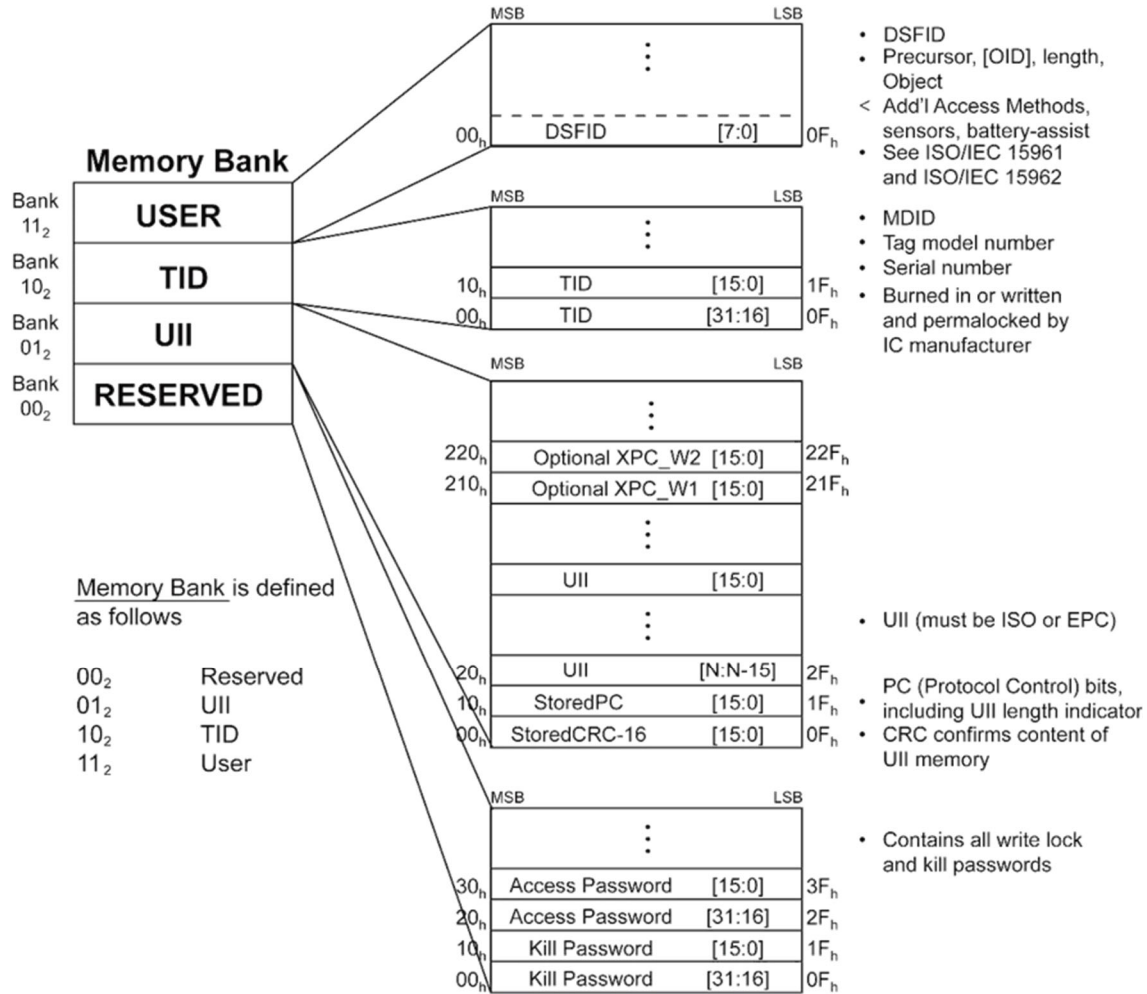 Memory Bank
Bank
11₂
USER
Bank
10₂
TID
Bank
01₂
UII
Bank
00₂
RESERVED
Memory Bank is defined
as follows
00₂ Reserved
01₂ UII
10₂ TID
11₂ User
MSB LSB
00ₕ DSFID [7:0] 0Fₕ
• DSFID
• Precursor, [OID], length,
Object
< Add'l Access Methods,
sensors, battery-assist
• See ISO/IEC 15961
and ISO/IEC 15962
MSB LSB
10ₕ TID [15:0] 1Fₕ
00ₕ TID [31:16] 0Fₕ
• MDID
• Tag model number
• Serial number
• Burned in or written
and permalocked by
IC manufacturer
MSB LSB
220ₕ Optional XPC_W2 [15:0] 22Fₕ
210ₕ Optional XPC_W1 [15:0] 21Fₕ
UII [15:0]
20ₕ UII [N:N-15] 2Fₕ
10ₕ StoredPC [15:0] 1Fₕ
00ₕ StoredCRC-16 [15:0] 0Fₕ
• UII (must be ISO or EPC)
PC (Protocol Control) bits,
• including UII length indicator
• CRC confirms content of
UII memory
MSB LSB
30ₕ Access Password [15:0] 3Fₕ
20ₕ Access Password [31:16] 2Fₕ
10ₕ Kill Password [15:0] 1Fₕ
00ₕ Kill Password [31:16] 0Fₕ
• Contains all write lock
and kill passwords